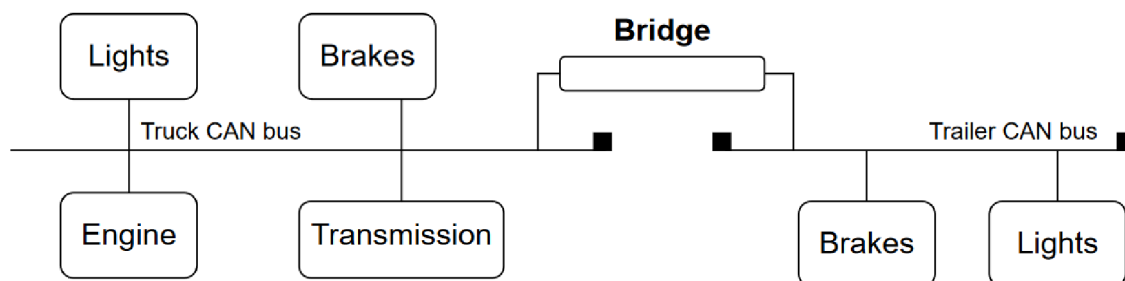 Lights
Brakes
Bridge
Truck CAN bus
Trailer CAN bus
Engine
Transmission
Brakes
Lights